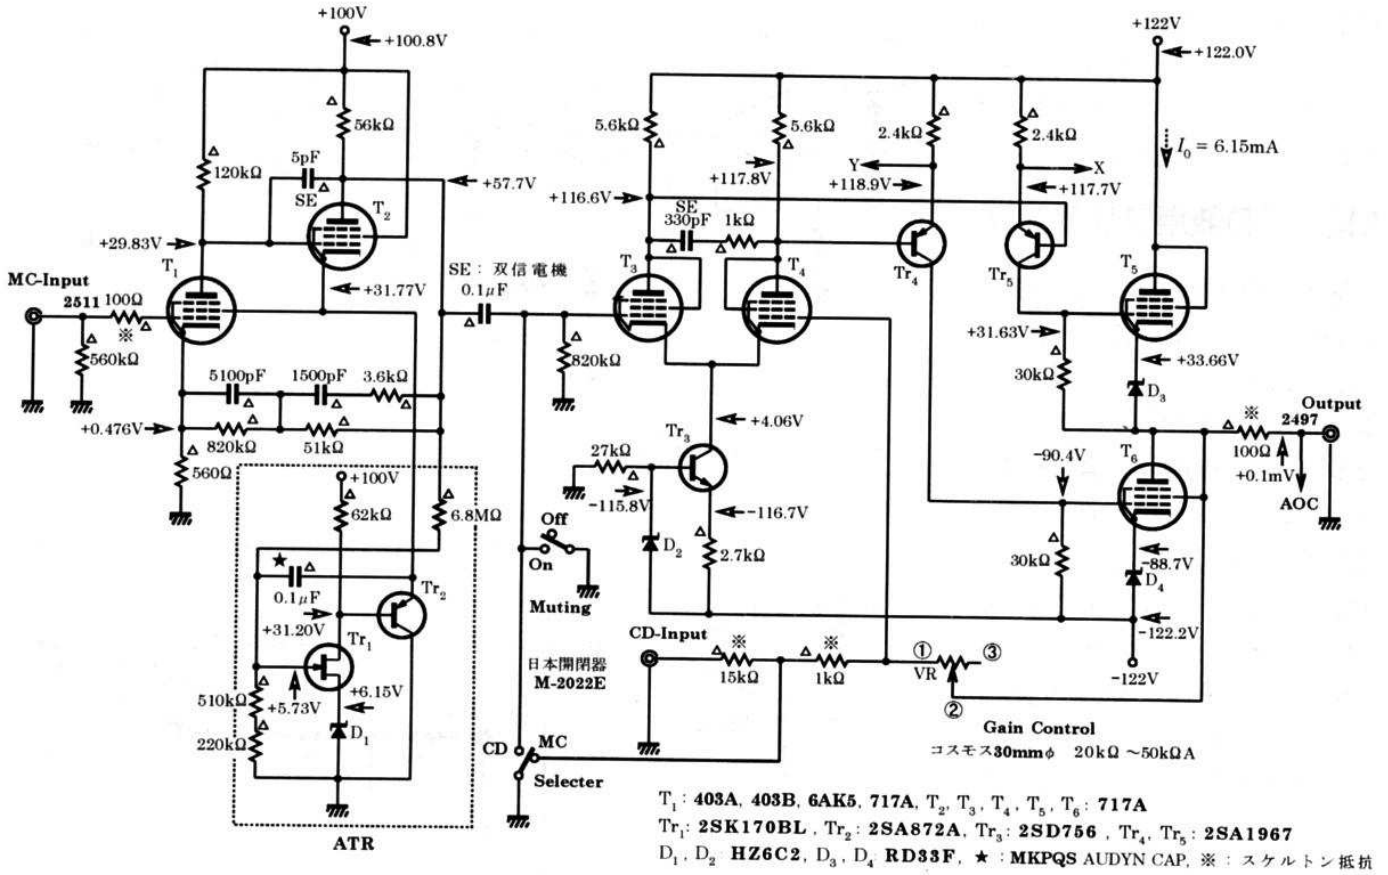 +100V
+100.8V
56kΩ
120kΩ
5pF
SE
+57.7V
T2
+29.83V
T1
MC-Input
2511
100Ω
※
560kΩ
+31.77V
5100pF
1500pF
3.6kΩ
+0.476V
820kΩ
51kΩ
560Ω
SE: 双信電機
0.1μF
820kΩ
+100V
62kΩ
6.8MΩ
★
0.1μF
+31.20V
Tr2
Tr1
+6.15V
510kΩ
+5.73V
D1
220kΩ
ATR
+122V
+122.0V
5.6kΩ
5.6kΩ
2.4kΩ
2.4kΩ
I0 = 6.15mA
+117.8V
Y
X
+118.9V
+117.7V
+116.6V
SE
330pF
1kΩ
T3
T4
Tr4
Tr5
T5
+31.63V
+33.66V
30kΩ
D3
+4.06V
Tr3
27kΩ
-115.8V
-116.7V
D2
2.7kΩ
-90.4V
T6
※
Output
2497
100Ω
+0.1mV
AOC
30kΩ
-88.7V
D4
-122.2V
-122V
Off
On
Muting
日本開閉器
M-2022E
CD
MC
Selecter
CD-Input
※
15kΩ
※
1kΩ
①
③
VR
②
Gain Control
コスモス30mmφ 20kΩ ~50kΩA
T1: 403A, 403B, 6AK5, 717A, T2, T3, T4, T5, T6: 717A
Tr1: 2SK170BL, Tr2: 2SA872A, Tr3: 2SD756, Tr4, Tr5: 2SA1967
D1, D2 HZ6C2, D3, D4 RD33F, ★: MKPQS AUDYN CAP, ※: スケルトン抵抗